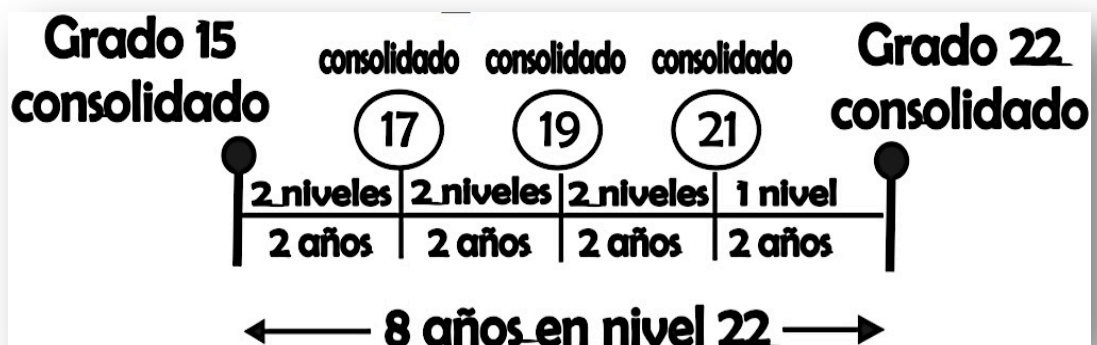 Grado 15
consolidado
consolidado consolidado consolidado
Grado 22
consolidado
17 19 21
2 niveles 2 niveles 2 niveles 1 nivel
2 años 2 años 2 años 2 años
8 años en nivel 22